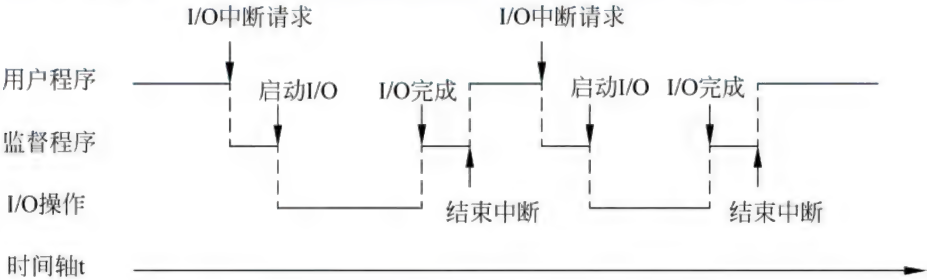 I/O中断请求 I/O中断请求
用户程序
启动I/O I/O完成 启动I/O I/O完成
监督程序
I/O操作
结束中断 结束中断
时间轴t